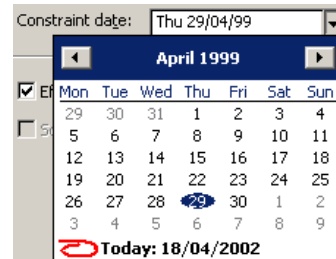 Constraint date: Thu 29/04/99
April 1999
Mon Tue Wed Thu Fri Sat Sun
29 30 31 1 2 3 4
5 6 7 8 9 10 11
12 13 14 15 16 17 18
19 20 21 22 23 24 25
26 27 28 29 30 1 2
3 4 5 6 7 8 9
Today: 18/04/2002